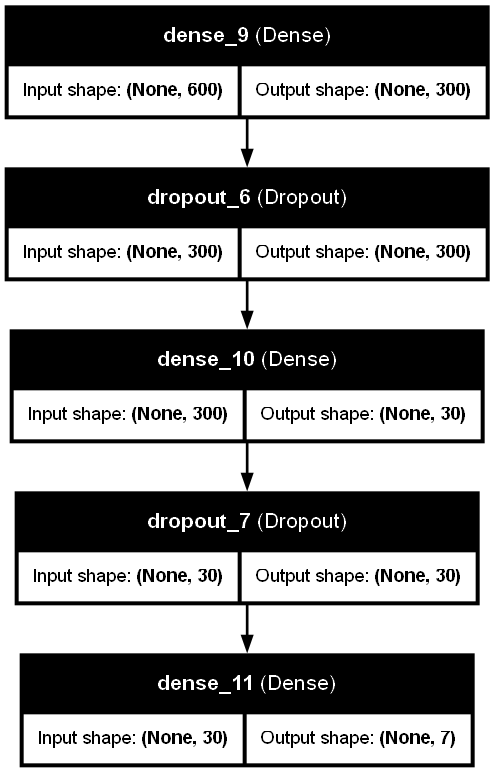 dense_9 (Dense)
Input shape: (None, 600) Output shape: (None, 300)
dropout_6 (Dropout)
Input shape: (None, 300) Output shape: (None, 300)
dense_10 (Dense)
Input shape: (None, 300) Output shape: (None, 30)
dropout_7 (Dropout)
Input shape: (None, 30) Output shape: (None, 30)
dense_11 (Dense)
Input shape: (None, 30) Output shape: (None, 7)